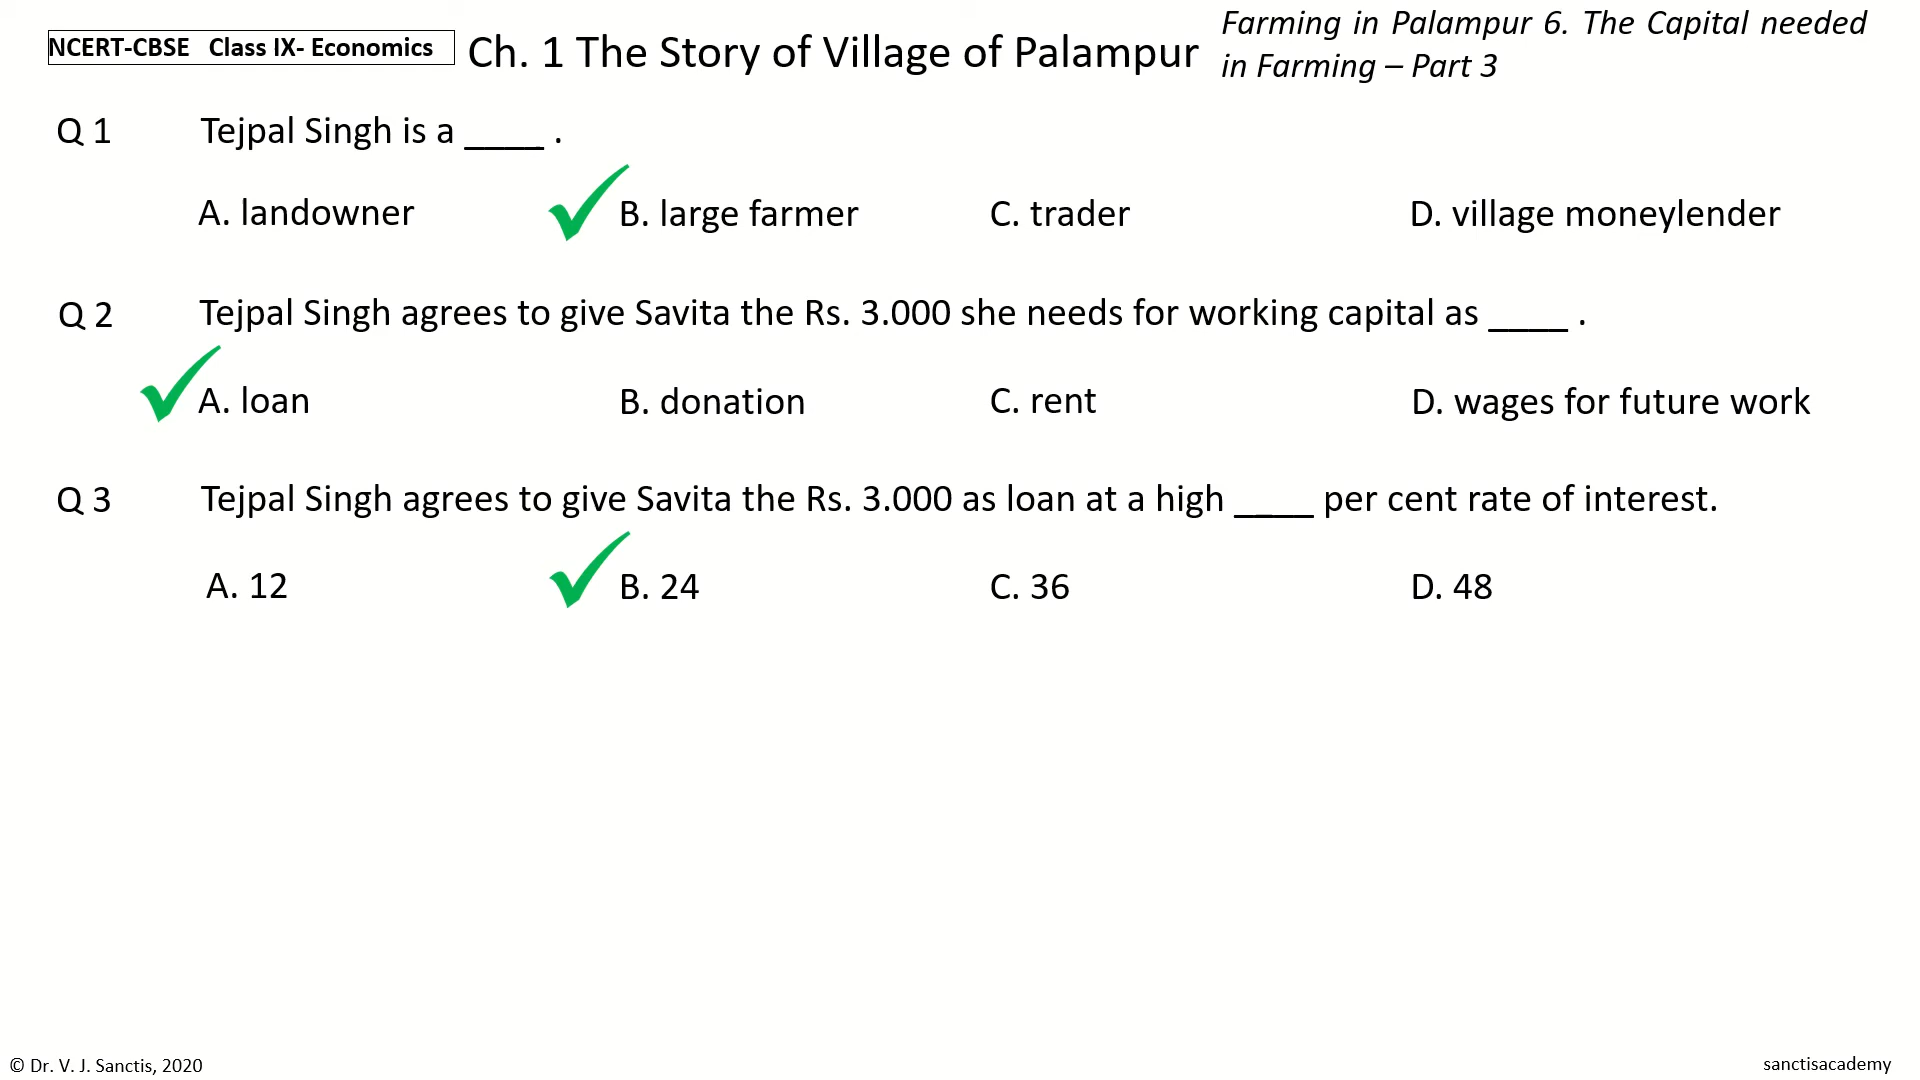 NCERT-CBSE Class IX- Economics
Ch. 1 The Story of Village of Palampur
Farming in Palampur 6. The Capital needed
in Farming – Part 3
Q 1 Tejpal Singh is a ____ .
A. landowner B. large farmer C. trader D. village moneylender
Q 2 Tejpal Singh agrees to give Savita the Rs. 3.000 she needs for working capital as ____ .
A. loan B. donation C. rent D. wages for future work
Q 3 Tejpal Singh agrees to give Savita the Rs. 3.000 as loan at a high ____ per cent rate of interest.
A. 12 B. 24 C. 36 D. 48
© Dr. V. J. Sanctis, 2020
sanctisacademy